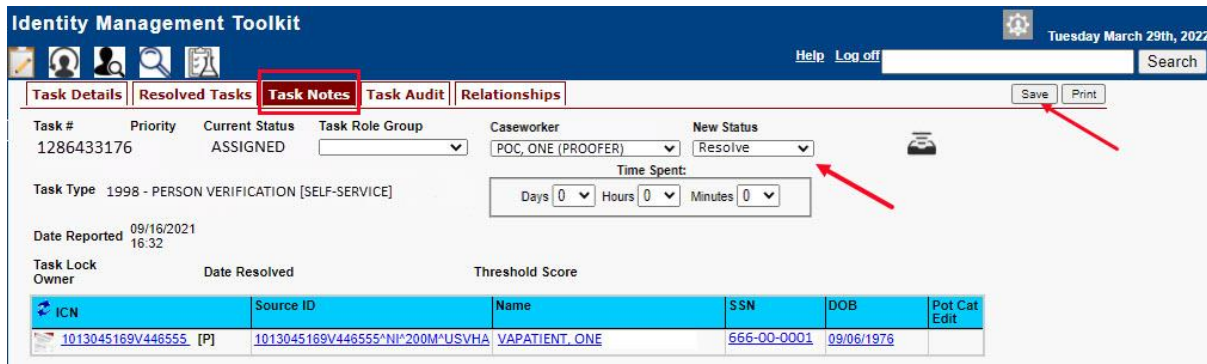 Identity Management Toolkit
Tuesday March 29th, 2022
Help Log off Search
Task Details Resolved Tasks Task Notes Task Audit Relationships Save Print
Task # Priority Current Status Task Role Group Caseworker New Status
1286433176 ASSIGNED POC, ONE (PROOFER) Resolve
Time Spent:
Task Type 1998 - PERSON VERIFICATION [SELF-SERVICE] Days 0 Hours 0 Minutes 0
Date Reported 09/16/2021
16:32
Task Lock
Owner Date Resolved Threshold Score
ICN Source ID Name SSN DOB Pot Cat
Edit
1013045169V446555 [P] 1013045169V446555^NI^200M^USVHA VAPATIENT, ONE 666-00-0001 09/06/1976